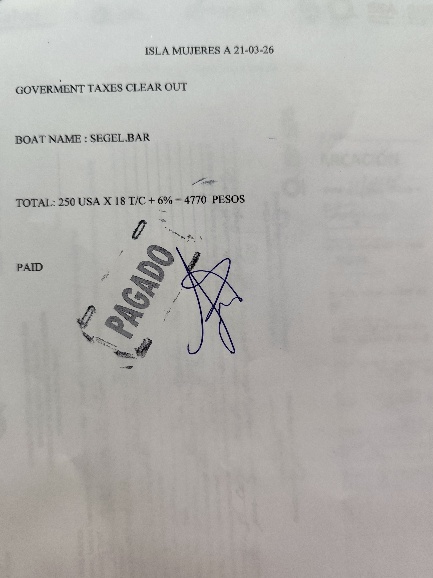 ISLA MUJERES A 21-03-26
GOVERMENT TAXES CLEAR OUT
BOAT NAME : SEGEL.BAR
TOTAL: 250 USA X 18 T/C + 6% = 4770 PESOS
PAID
PAGADO